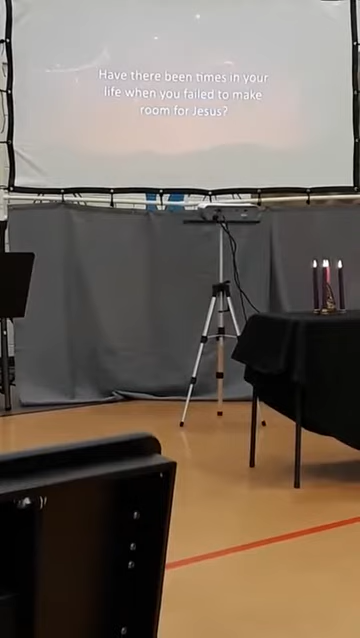 Have there been times in your
life when you failed to make
room for Jesus?